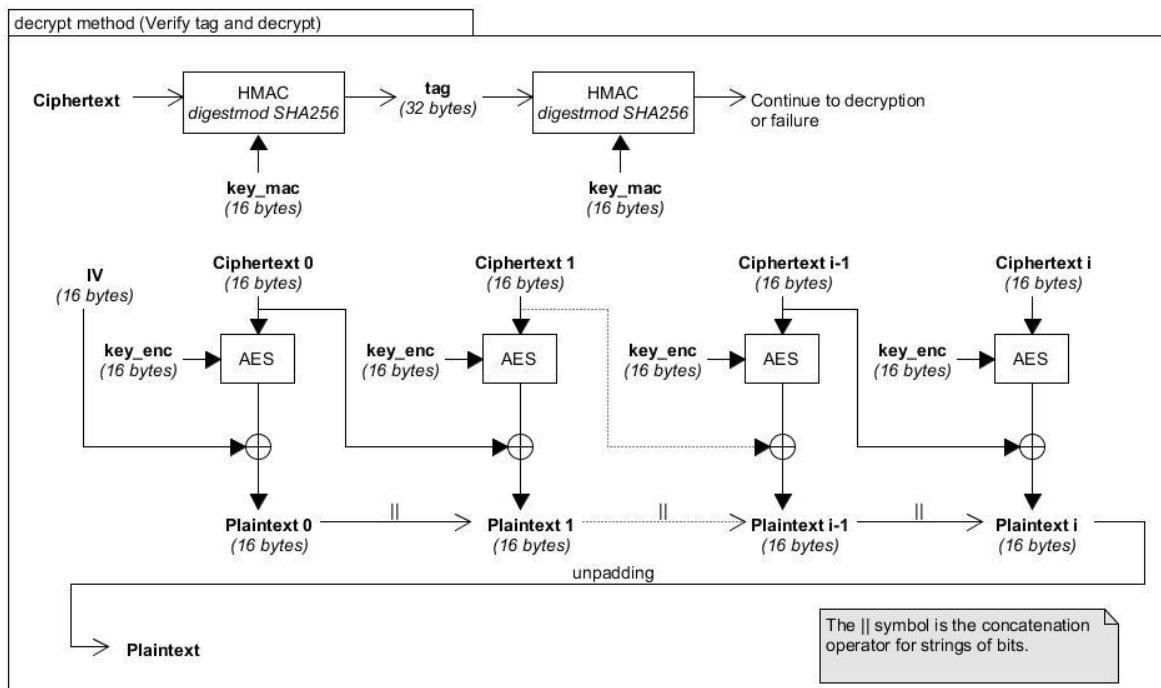 decrypt method (Verify tag and decrypt)
Ciphertext
HMAC
digestmod SHA256
tag
(32 bytes)
HMAC
digestmod SHA256
Continue to decryption
or failure
key_mac
(16 bytes)
key_mac
(16 bytes)
IV
(16 bytes)
Ciphertext 0
(16 bytes)
Ciphertext 1
(16 bytes)
Ciphertext i-1
(16 bytes)
Ciphertext i
(16 bytes)
key_enc
(16 bytes)
AES
key_enc
(16 bytes)
AES
key_enc
(16 bytes)
AES
key_enc
(16 bytes)
AES
Plaintext 0
(16 bytes)
||
Plaintext 1
(16 bytes)
||
Plaintext i-1
(16 bytes)
||
Plaintext i
(16 bytes)
unpadding
Plaintext
The || symbol is the concatenation
operator for strings of bits.